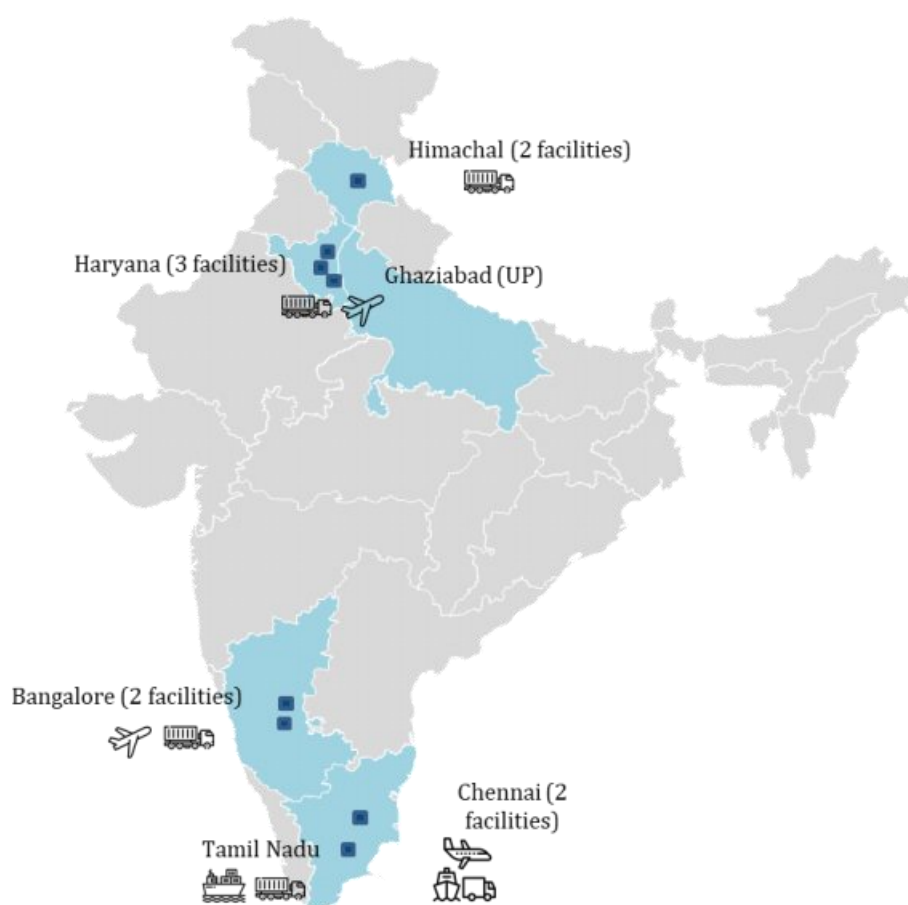 Himachal (2 facilities)
Haryana (3 facilities)
Ghaziabad (UP)
Bangalore (2 facilities)
Chennai (2
facilities)
Tamil Nadu